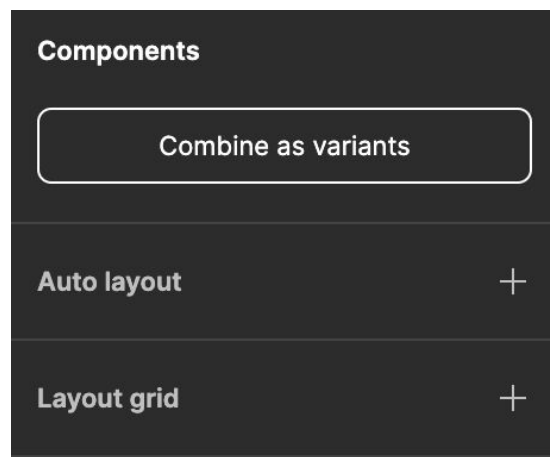 Components
Combine as variants
Auto layout
Layout grid